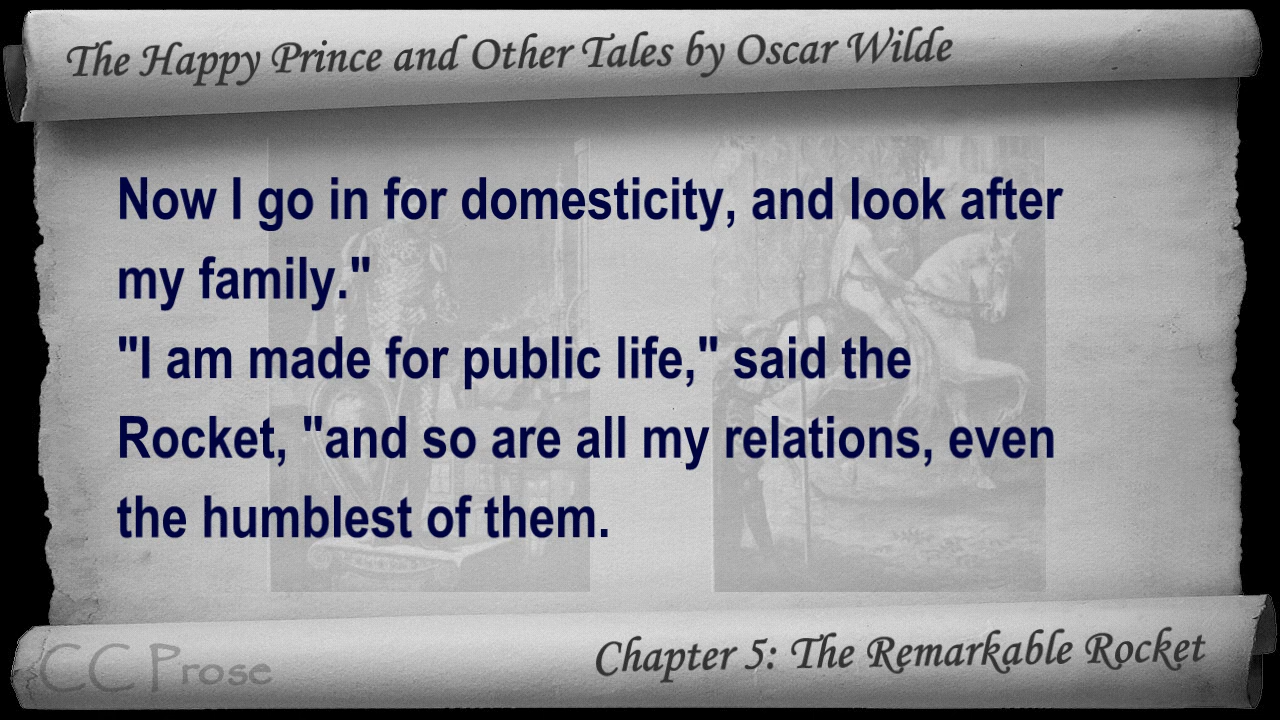 The Happy Prince and Other Tales by Oscar Wilde
Now I go in for domesticity, and look after
my family."
"I am made for public life," said the
Rocket, "and so are all my relations, even
the humblest of them.
CC Prose
Chapter 5: The Remarkable Rocket